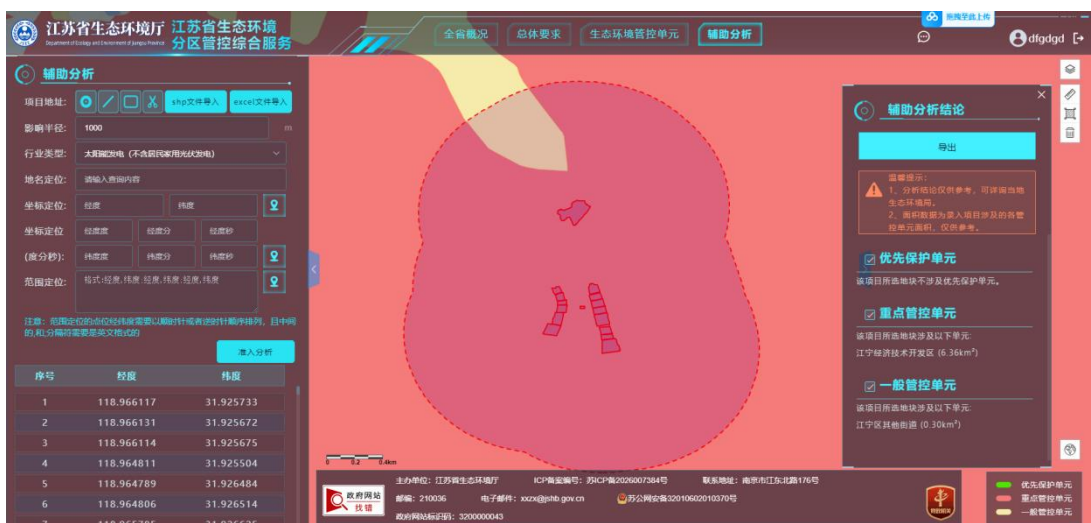 江苏省生态环境厅
Department of Ecology and Environment of Jiangsu Province
江苏省生态环境
分区管控综合服务
全省概况
总体要求
生态环境管控单元
辅助分析
拖拽至此上传
dfgdgd
辅助分析
项目地址:
shp文件导入
excel文件导入
影响半径:
1000
m
行业类型:
太阳能发电（不含居民家用光伏发电）
地名定位:
请输入查询内容
坐标定位:
经度
纬度
坐标定位
经度度
经度分
经度秒
(度分秒):
纬度度
纬度分
纬度秒
范围定位:
格式:经度,纬度;经度,纬度;经度,纬度
注意：范围定位的点位经纬度需要以顺时针或者逆时针顺序排列，且中间
的,和;分隔符需要是英文格式的
准入分析
序号 经度 纬度
1 118.966117 31.925733
2 118.966131 31.925672
3 118.966114 31.925675
4 118.964811 31.925504
5 118.964789 31.926484
6 118.964806 31.926514
0 0.2 0.4km
辅助分析结论
导出
温馨提示：
1、分析结论仅供参考，可详询当地
生态环境局。
2、面积数据为录入项目涉及的各管
控单元面积，仅供参考。
优先保护单元
该项目所选地块不涉及优先保护单元。
重点管控单元
该项目所选地块涉及以下单元:
江宁经济技术开发区 (6.36km²)
一般管控单元
该项目所选地块涉及以下单元:
江宁区其他街道 (0.30km²)
政府网站
找错
主办单位：江苏省生态环境厅 ICP备案编号：苏ICP备2026007384号 联系地址：南京市江东北路176号
邮编：210036 电子邮件：xxzx@jshb.gov.cn 苏公网安备32010602010370号
政府网站标识码：3200000043
优先保护单元
重点管控单元
一般管控单元